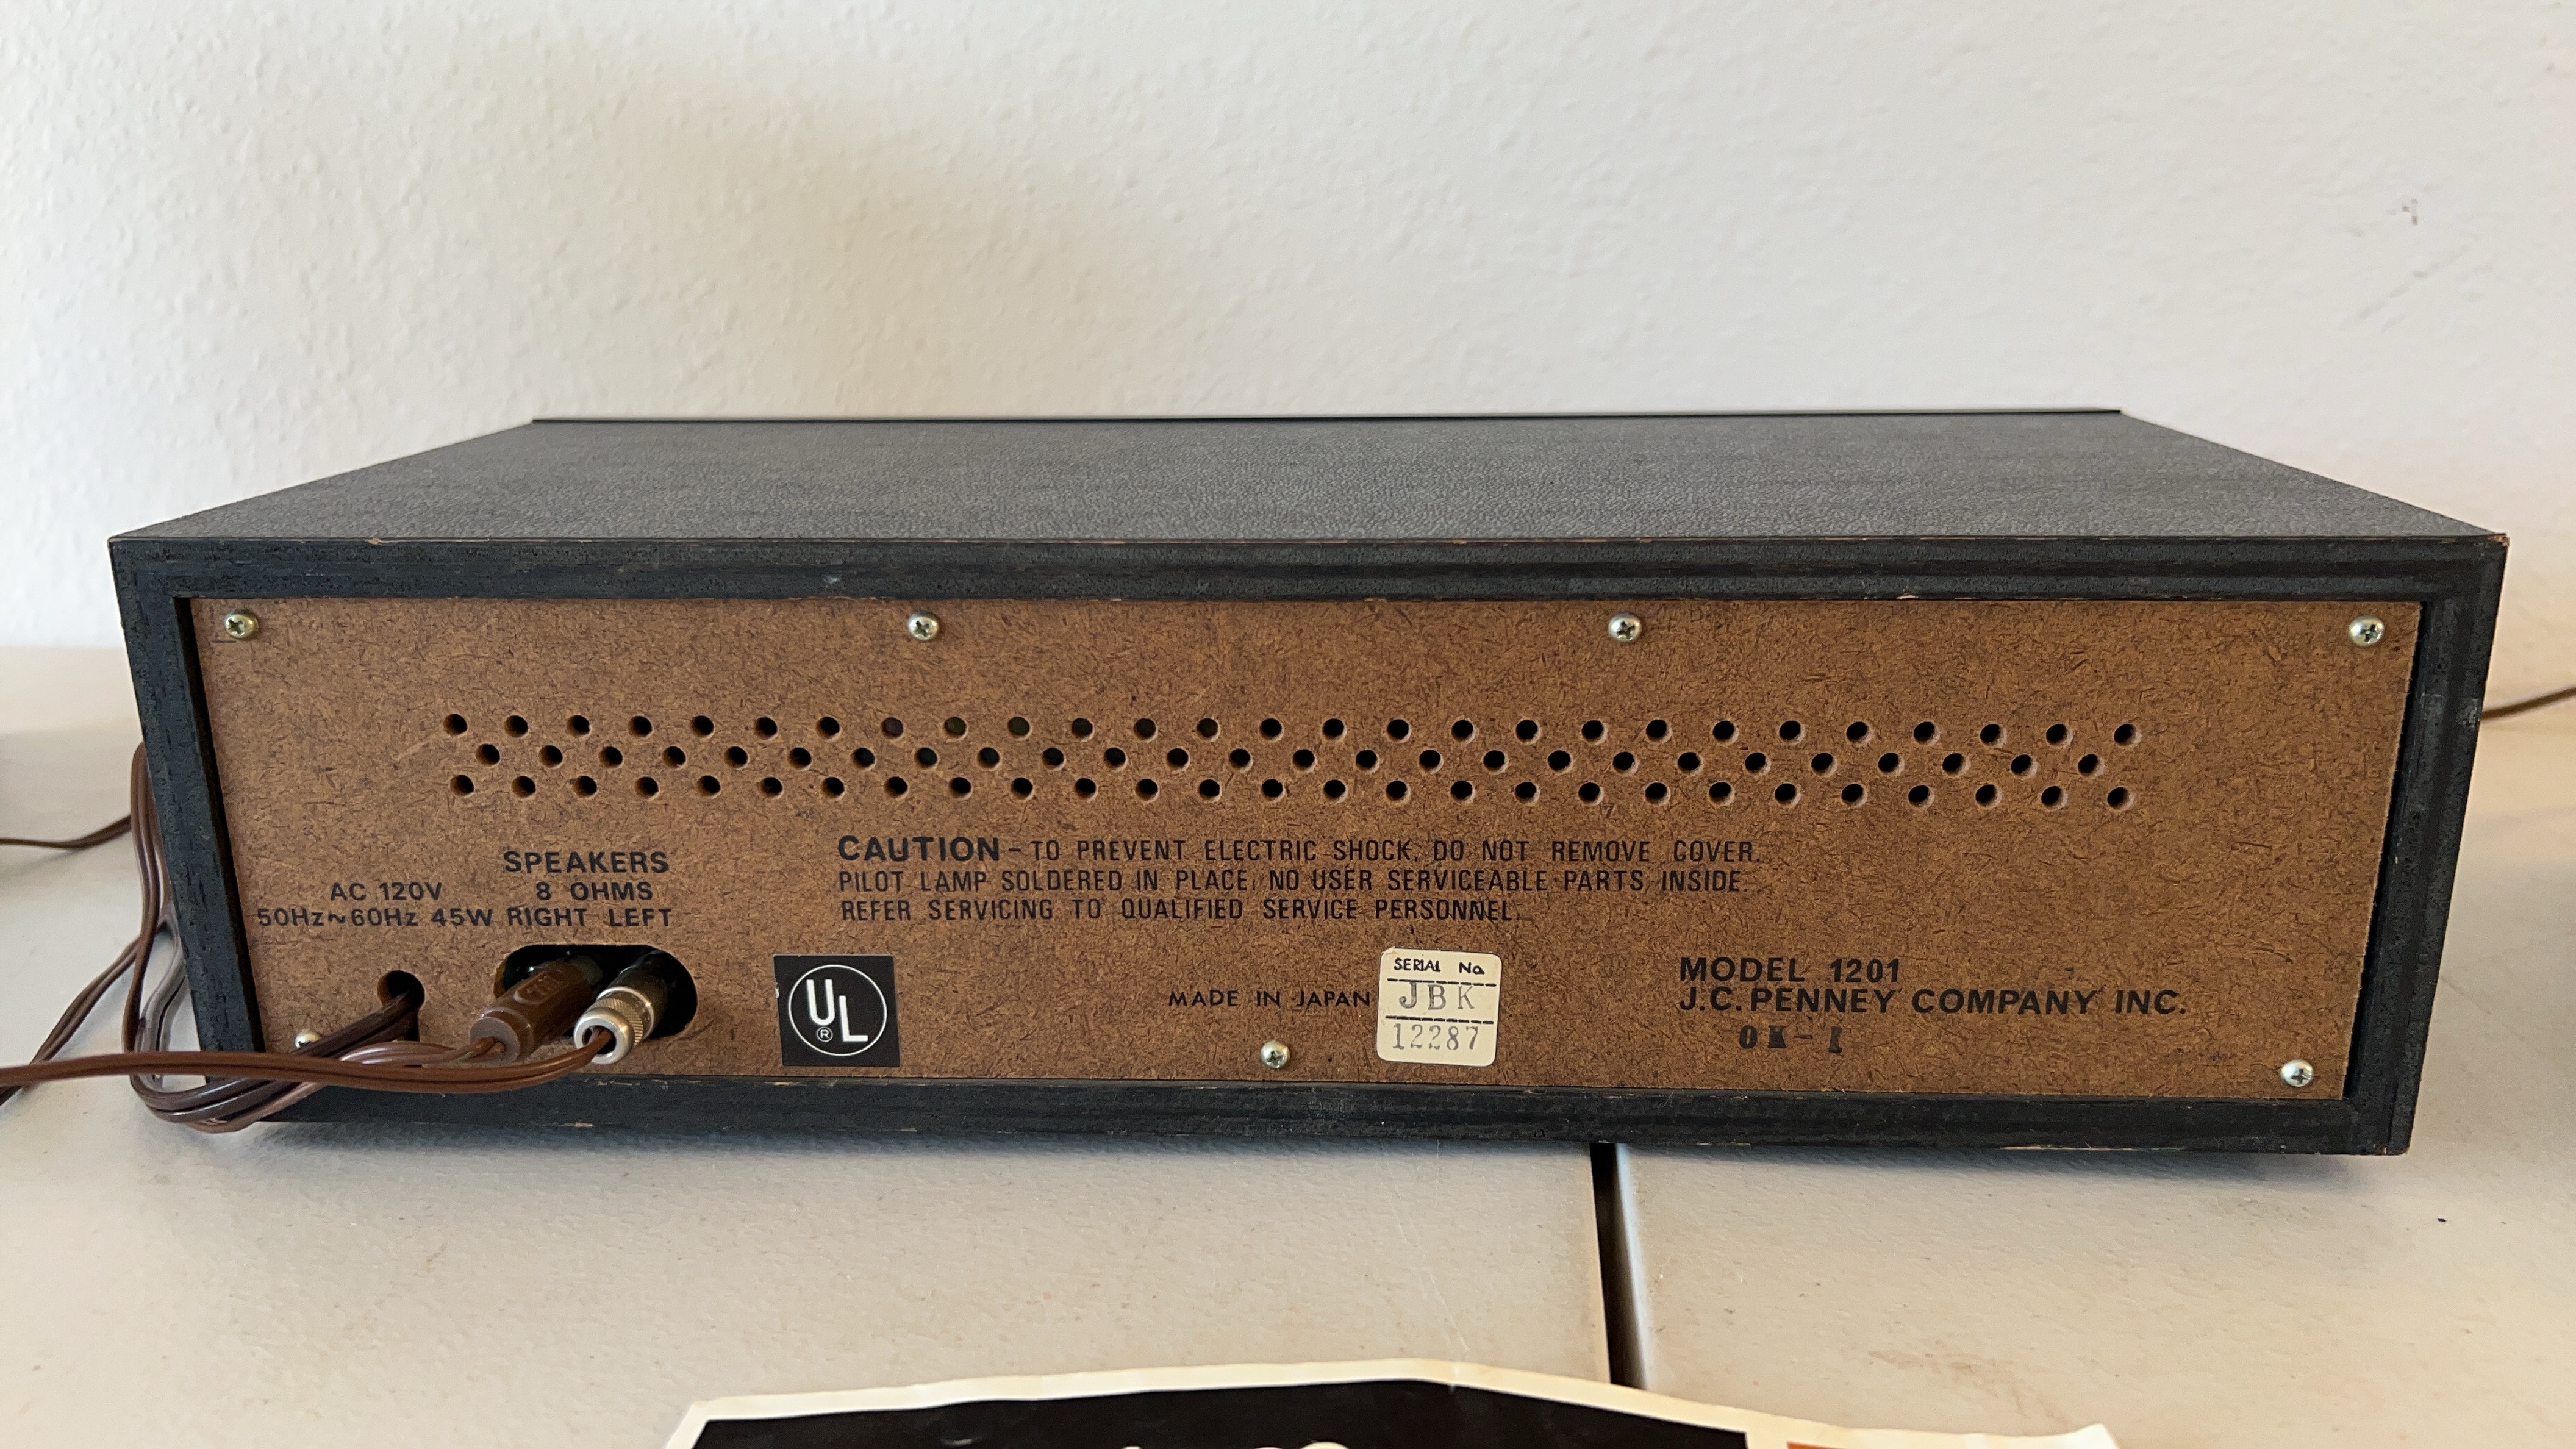 SPEAKERS
AC 120V 8 OHMS
50Hz~60Hz 45W RIGHT LEFT
CAUTION – TO PREVENT ELECTRIC SHOCK, DO NOT REMOVE COVER.
PILOT LAMP SOLDERED IN PLACE. NO USER SERVICEABLE PARTS INSIDE.
REFER SERVICING TO QUALIFIED SERVICE PERSONNEL.
UL
®
MADE IN JAPAN
SERIAL No.
JBK
12287
MODEL 1201
J.C.PENNEY COMPANY INC.